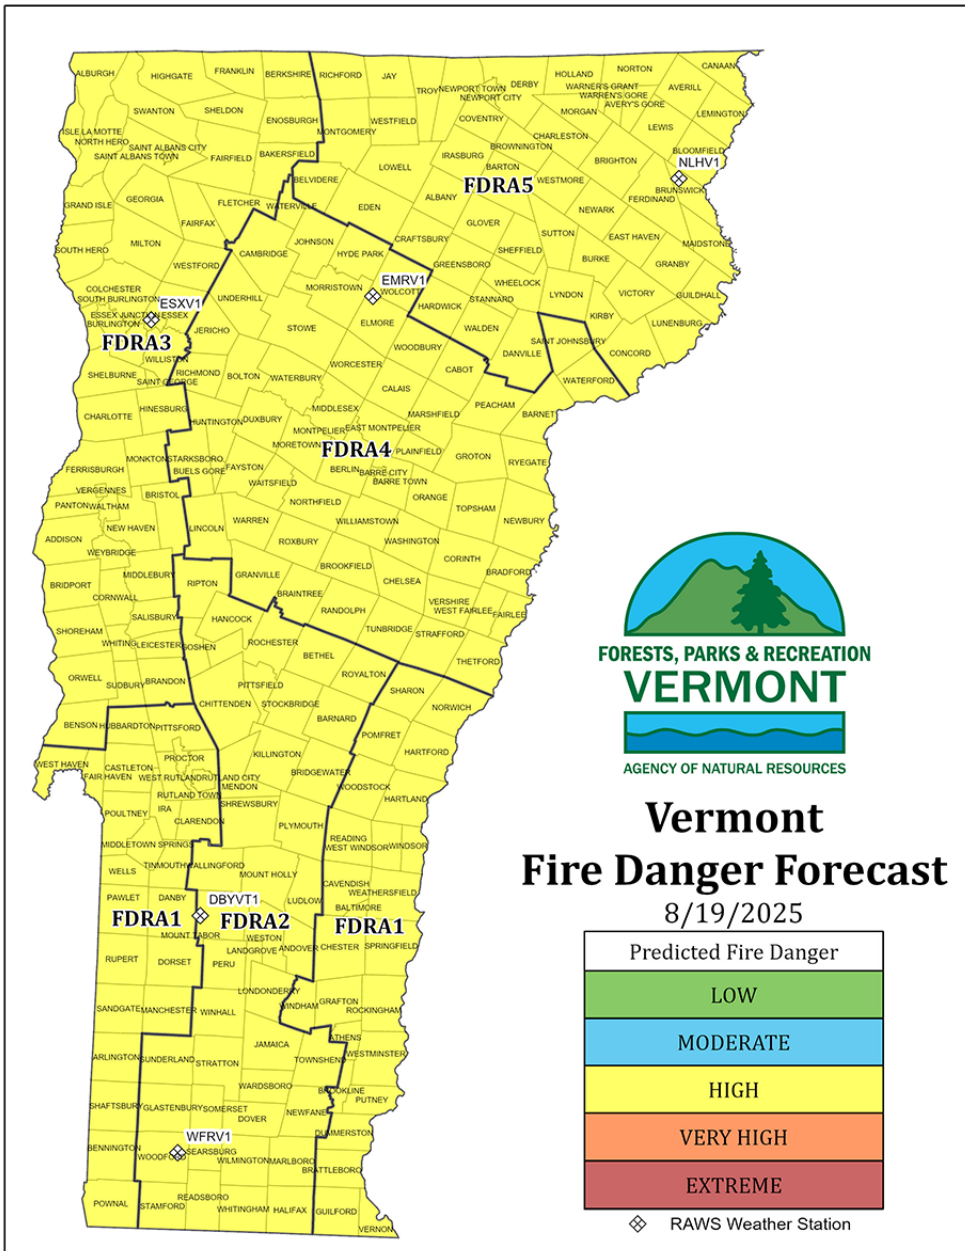 ALBURGH
HIGHGATE
FRANKLIN
BERKSHIRE
RICHFORD
JAY
TROY
NEWPORT TOWN
NEWPORT CITY
DERBY
HOLLAND
NORTON
CANAAN
WARNER'S GRANT
WARREN'S GORE
AVERY'S GORE
AVERILL
LEMINGTON
SWANTON
SHELDON
ENOSBURGH
MONTGOMERY
WESTFIELD
COVENTRY
MORGAN
LEWIS
CHARLESTON
BROWNINGTON
BLOOMFIELD
NLHV1
ISLE LA MOTTE
NORTH HERO
SAINT ALBANS CITY
SAINT ALBANS TOWN
FAIRFIELD
BAKERSFIELD
LOWELL
IRASBURG
BARTON
BRIGHTON
BELVIDERE
FDRA5
WESTMORE
BRUNSWICK
FERDINAND
GRAND ISLE
GEORGIA
FLETCHER
WATERVILLE
EDEN
ALBANY
NEWARK
FAIRFAX
GLOVER
SUTTON
EAST HAVEN
MAIDSTONE
SOUTH HERO
MILTON
JOHNSON
CRAFTSBURY
SHEFFIELD
WESTFORD
CAMBRIDGE
HYDE PARK
GREENSBORO
BURKE
GRANBY
COLCHESTER
SOUTH BURLINGTON
ESXV1
UNDERHILL
MORRISTOWN
EMRV1
WOLCOTT
HARDWICK
STANNARD
WHEELOCK
LYNDON
VICTORY
GUILDHALL
ESSEX JUNCTION
ESSEX
BURLINGTON
JERICHO
STOWE
ELMORE
WALDEN
KIRBY
LUNENBURG
FDRA3
WOODBURY
SAINT JOHNSBURY
DANVILLE
CONCORD
WILLISTON
SHELBURNE
SAINT GEORGE
RICHMOND
BOLTON
WATERBURY
WORCESTER
CABOT
WATERFORD
CALAIS
CHARLOTTE
HINESBURG
HUNTINGTON
DUXBURY
MIDDLESEX
MARSHFIELD
PEACHAM
BARNET
MONTPELIER
EAST MONTPELIER
MORETOWN
FDRA4
PLAINFIELD
GROTON
RYEGATE
FERRISBURGH
MONKTON
STARKSBORO
BUELS GORE
FAYSTON
BERLIN
BARRE CITY
BARRE TOWN
VERGENNES
PANTON
WALTHAM
BRISTOL
WAITSFIELD
NORTHFIELD
ORANGE
TOPSHAM
NEW HAVEN
LINCOLN
WARREN
WILLIAMSTOWN
NEWBURY
ADDISON
WEYBRIDGE
ROXBURY
WASHINGTON
CORINTH
BRIDPORT
MIDDLEBURY
RIPTON
GRANVILLE
BROOKFIELD
CHELSEA
BRADFORD
CORNWALL
BRAINTREE
VERSHIRE
WEST FAIRLEE
FAIRLEE
SALISBURY
HANCOCK
RANDOLPH
SHOREHAM
WHITING
LEICESTER
GOSHEN
ROCHESTER
TUNBRIDGE
STRAFFORD
BETHEL
THETFORD
ORWELL
SUDBURY
BRANDON
PITTSFIELD
ROYALTON
SHARON
CHITTENDEN
STOCKBRIDGE
NORWICH
BENSON
HUBBARDTON
PITTSFORD
BARNARD
POMFRET
HARTFORD
WEST HAVEN
CASTLETON
FAIR HAVEN
PROCTOR
WEST RUTLAND
RUTLAND CITY
KILLINGTON
MENDON
BRIDGEWATER
WOODSTOCK
RUTLAND TOWN
HARTLAND
POULTNEY
IRA
CLARENDON
SHREWSBURY
PLYMOUTH
READING
WEST WINDSOR
WINDSOR
MIDDLETOWN SPRINGS
WELLS
TINMOUTH
WALLINGFORD
MOUNT HOLLY
CAVENDISH
WEATHERSFIELD
PAWLET
DANBY
DBYVT1
LUDLOW
BALTIMORE
FDRA1
FDRA2
FDRA1
MOUNT TABOR
WESTON
LANDGROVE
ANDOVER
CHESTER
SPRINGFIELD
RUPERT
DORSET
PERU
LONDONDERRY
WINDHAM
GRAFTON
ROCKINGHAM
SANDGATE
MANCHESTER
WINHALL
ATHENS
JAMAICA
WESTMINSTER
ARLINGTON
SUNDERLAND
STRATTON
TOWNSHEND
WARDSBORO
BROOKLINE
PUTNEY
SHAFTSBURY
GLASTENBURY
SOMERSET
DOVER
NEWFANE
DUMMERSTON
WFRV1
BENNINGTON
WOODFORD
SEARSBURG
WILMINGTON
MARLBORO
BRATTLEBORO
POWNAL
STAMFORD
READSBORO
WHITINGHAM
HALIFAX
GUILFORD
VERNON
FORESTS, PARKS & RECREATION
VERMONT
AGENCY OF NATURAL RESOURCES
Vermont
Fire Danger Forecast
8/19/2025
Predicted Fire Danger
LOW
MODERATE
HIGH
VERY HIGH
EXTREME
RAWS Weather Station